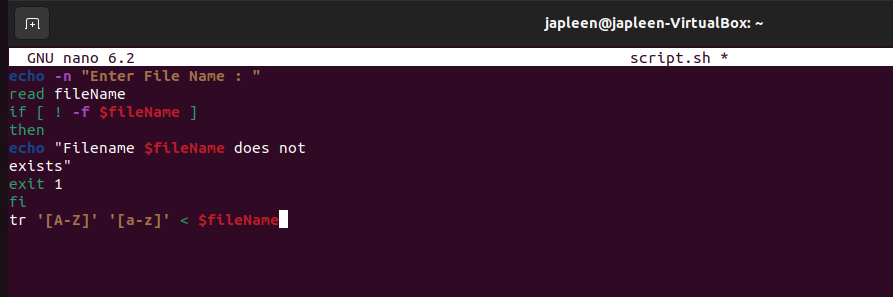 japleen@japleen-VirtualBox: ~
GNU nano 6.2 script.sh *
echo -n "Enter File Name : "
read fileName
if [ ! -f $fileName ]
then
echo "Filename $fileName does not
exists"
exit 1
fi
tr '[A-Z]' '[a-z]' < $fileName